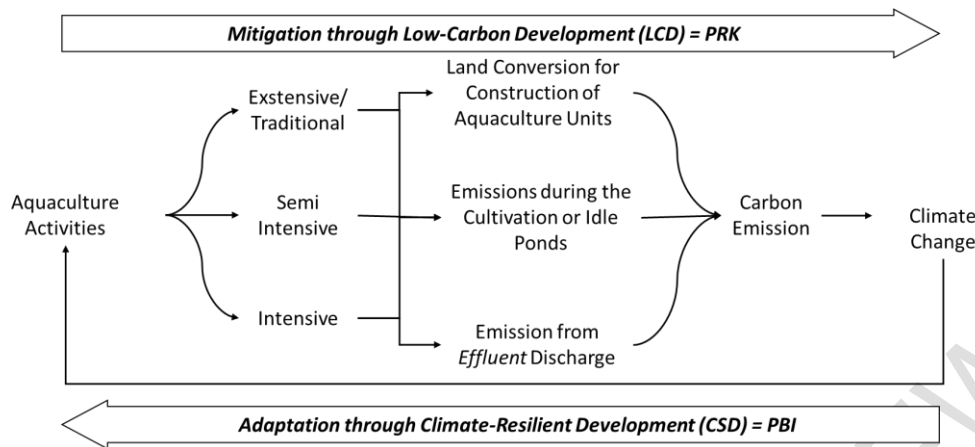 Mitigation through Low-Carbon Development (LCD) = PRK
Land Conversion for
Construction of
Aquaculture Units
Exstensive/
Traditional
Aquaculture
Activities
Semi
Intensive
Emissions during the
Cultivation or Idle
Ponds
Carbon
Emission
Climate
Change
Intensive
Emission from
Effluent Discharge
Adaptation through Climate-Resilient Development (CSD) = PBI